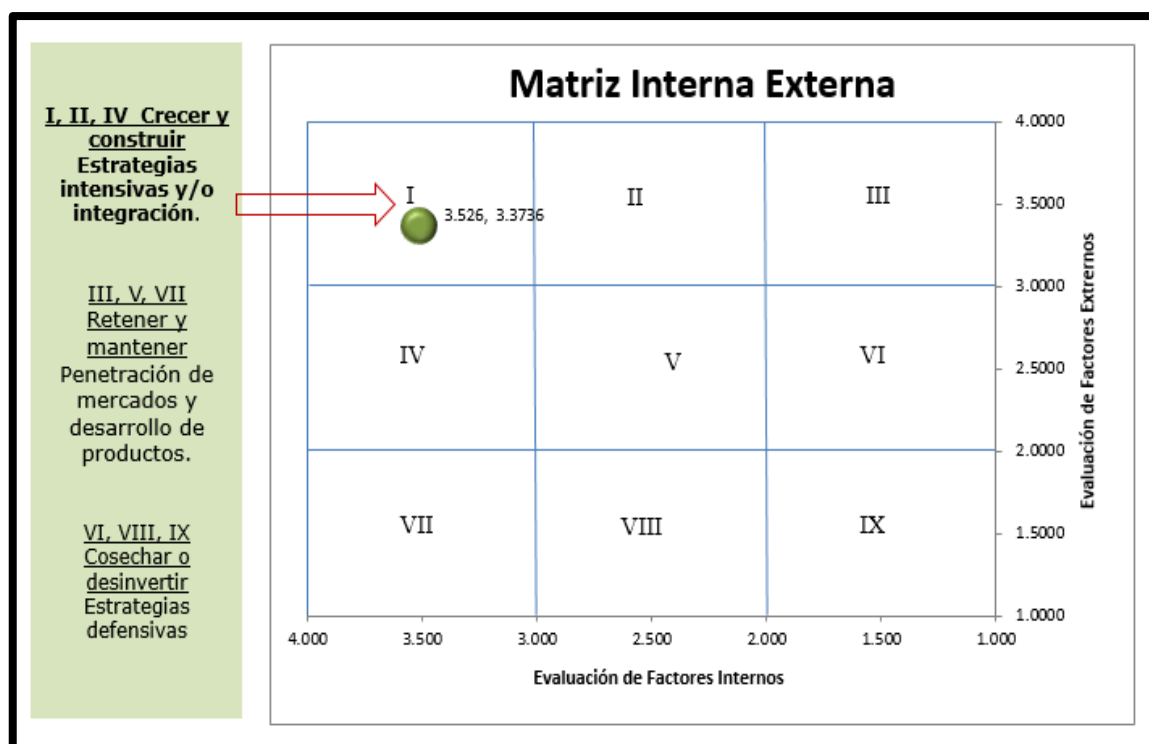 I, II, IV Crecer y
construir
Estrategias
intensivas y/o
integración.
III, V, VII
Retener y
mantener
Penetración de
mercados y
desarrollo de
productos.
VI, VIII, IX
Cosechar o
desinvertir
Estrategias
defensivas
Matriz Interna Externa
I
II
III
3.526, 3.3736
IV
V
VI
VII
VIII
IX
4.0000
3.5000
3.0000
2.5000
2.0000
1.5000
1.0000
Evaluación de Factores Extrernos
4.000
3.500
3.000
2.500
2.000
1.500
1.000
Evaluación de Factores Internos